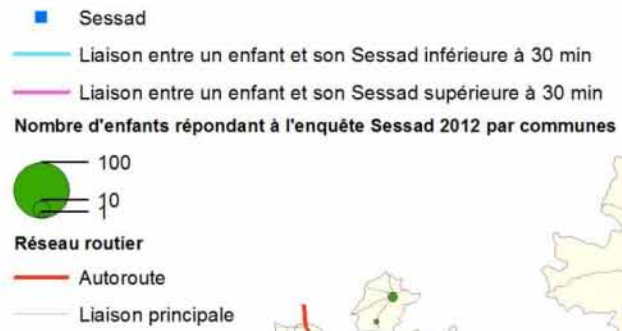 Sessad
Liaison entre un enfant et son Sessad inférieure à 30 min
Liaison entre un enfant et son Sessad supérieure à 30 min
Nombre d'enfants répondant à l'enquête Sessad 2012 par communes
100
10
1
Réseau routier
Autoroute
Liaison principale